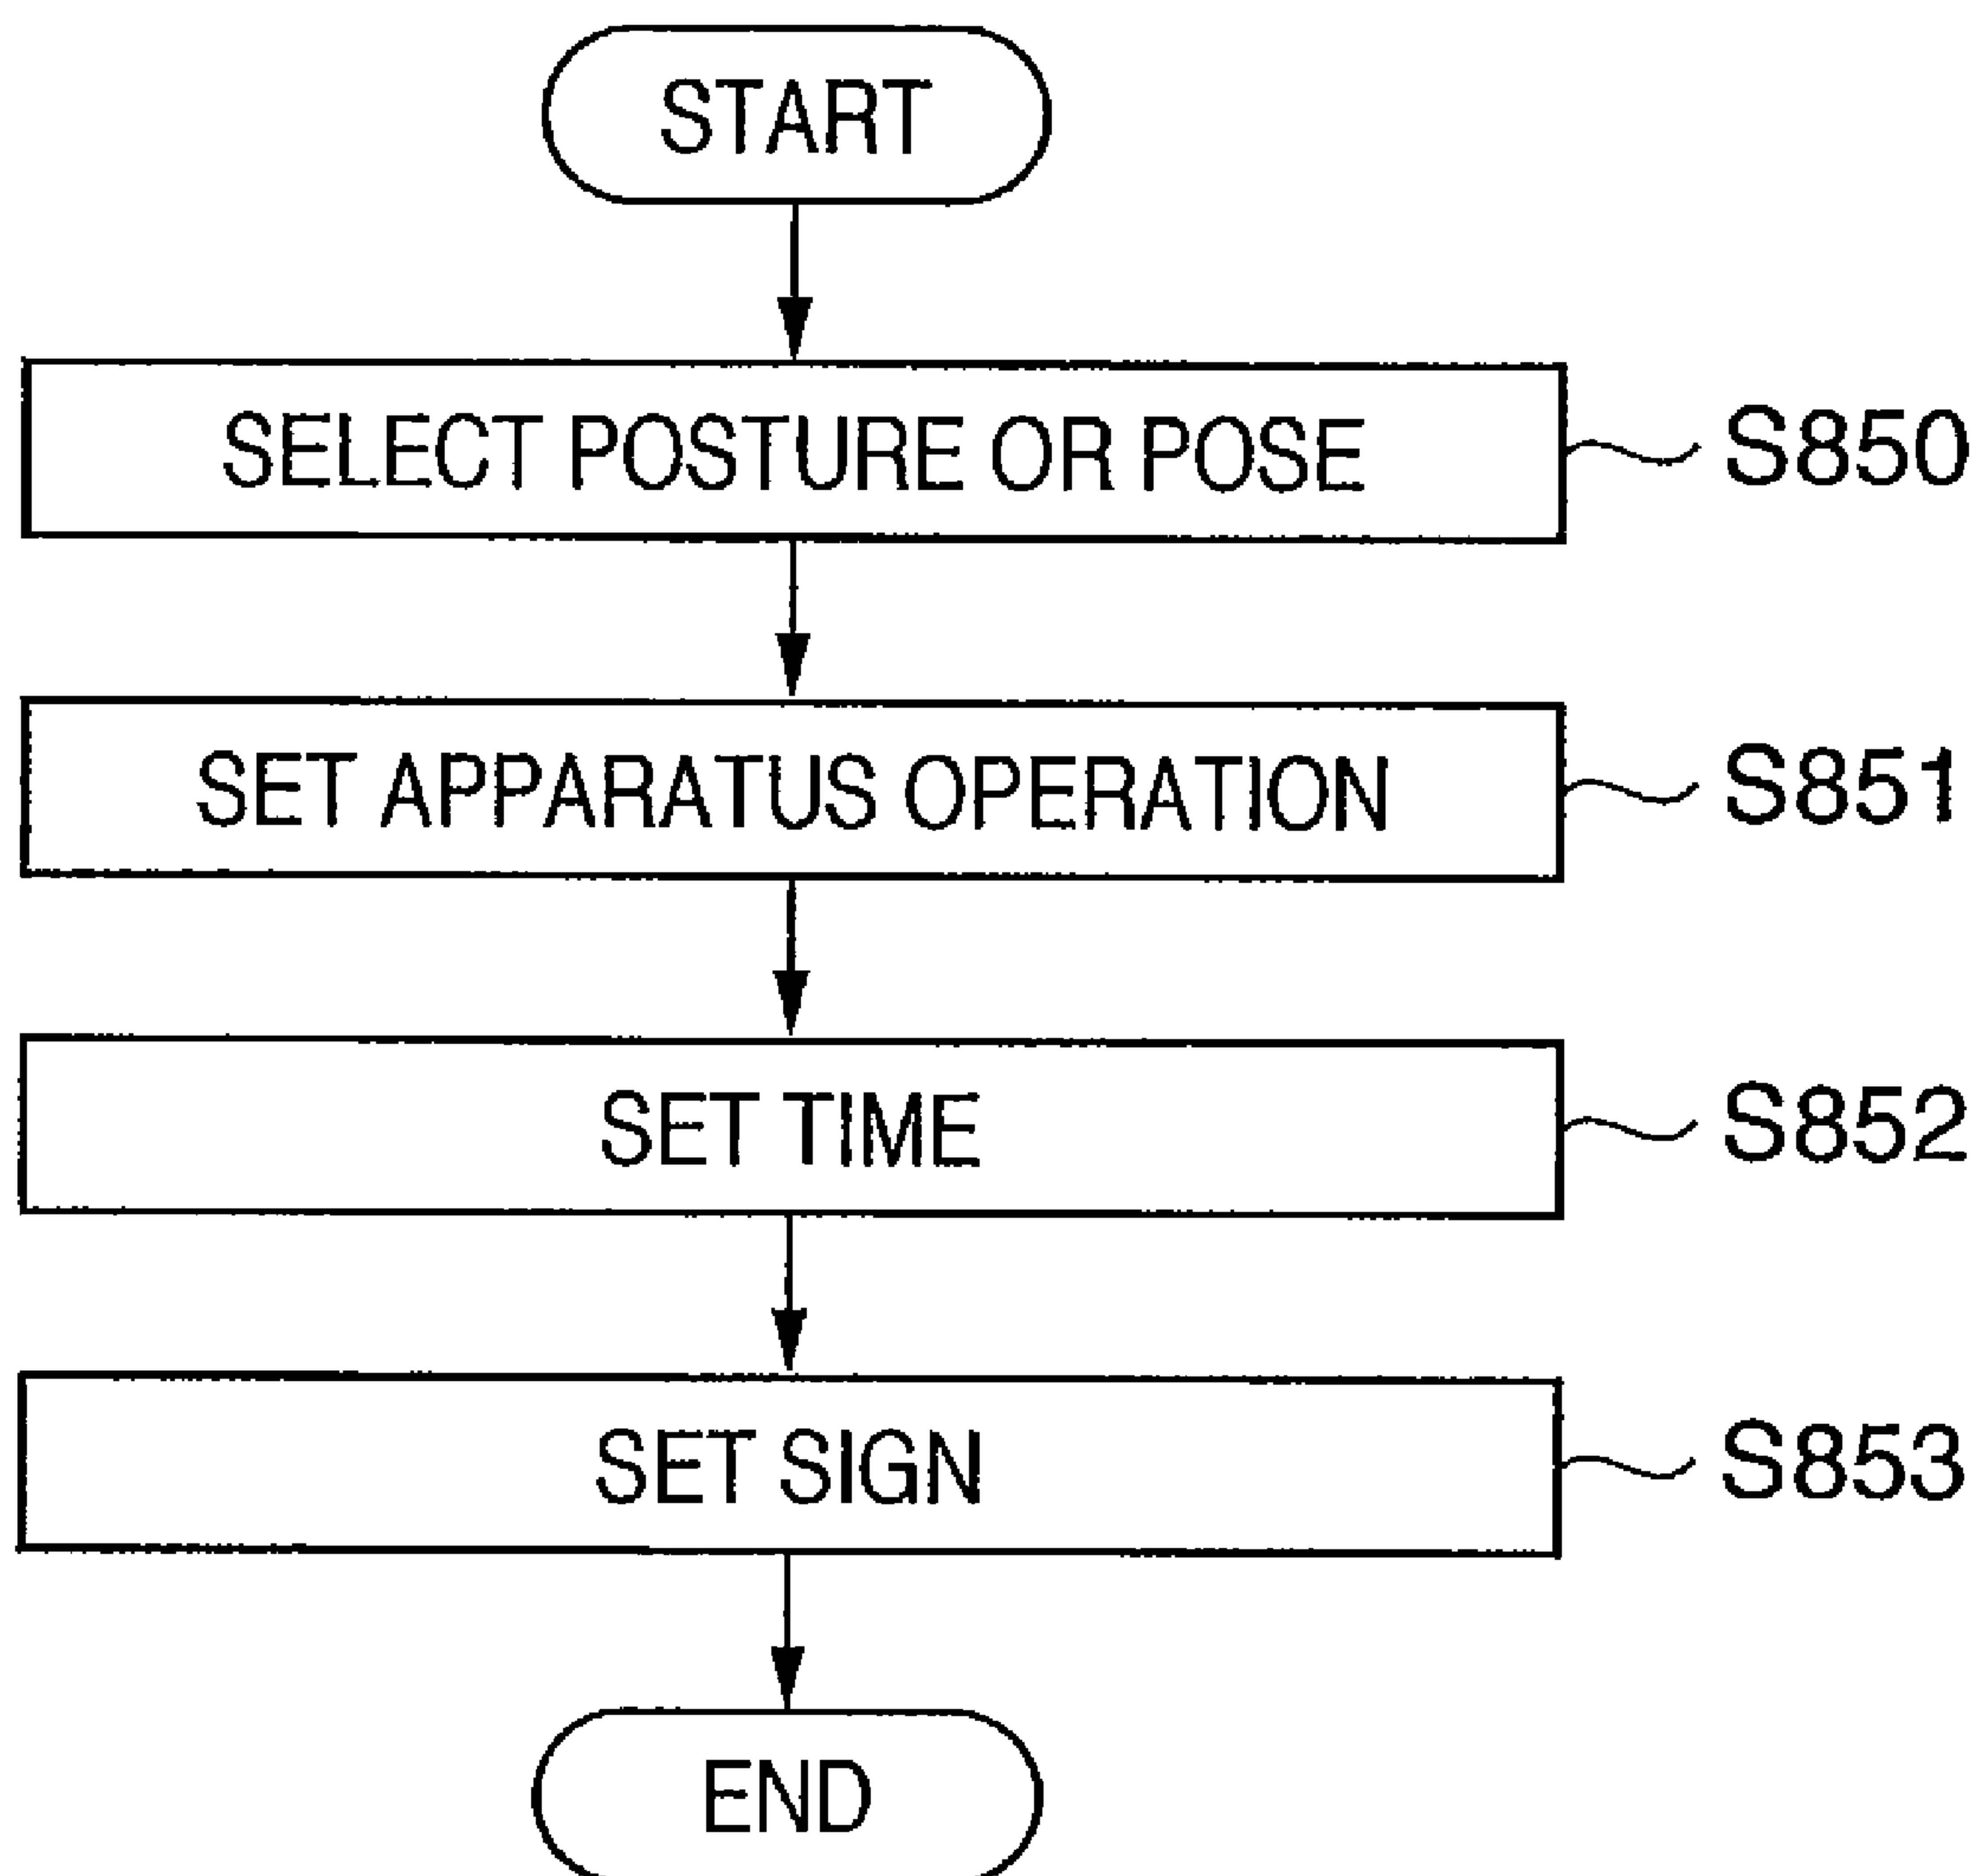 START
SELECT POSTURE OR POSE S850
SET APPARATUS OPERATION S851
SET TIME S852
SET SIGN S853
END